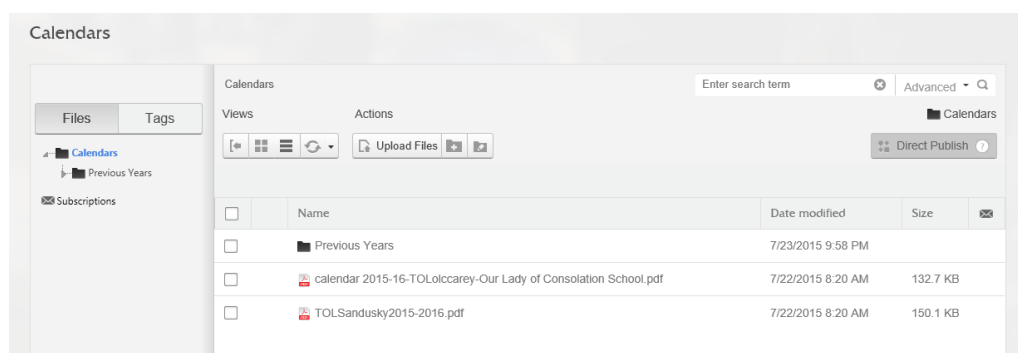 Calendars
Calendars
Enter search term
Advanced
Files
Tags
Views
Actions
Calendars
Upload Files
Direct Publish ?
Calendars
Previous Years
Subscriptions
Name
Date modified
Size
Previous Years
7/23/2015 9:58 PM
calendar 2015-16-TOLolccarey-Our Lady of Consolation School.pdf
7/22/2015 8:20 AM
132.7 KB
TOLSandusky2015-2016.pdf
7/22/2015 8:20 AM
150.1 KB